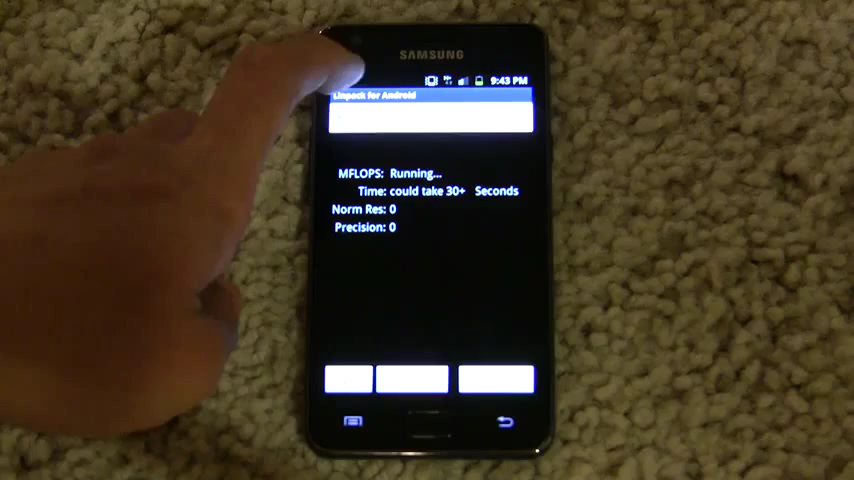 SAMSUNG
9:43 PM
Linpack for Android
MFLOPS: Running...
Time: could take 30+ Seconds
Norm Res: 0
Precision: 0